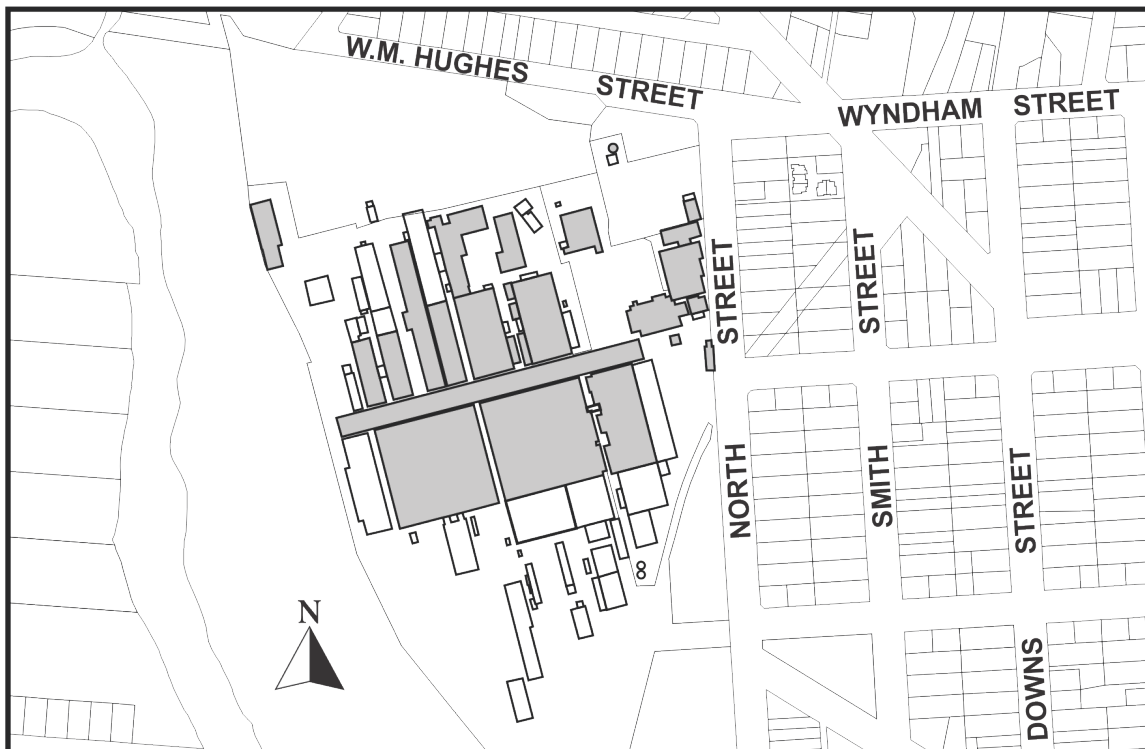 W.M. HUGHES STREET
WYNDHAM STREET
NORTH STREET
SMITH STREET
DOWNS STREET
N